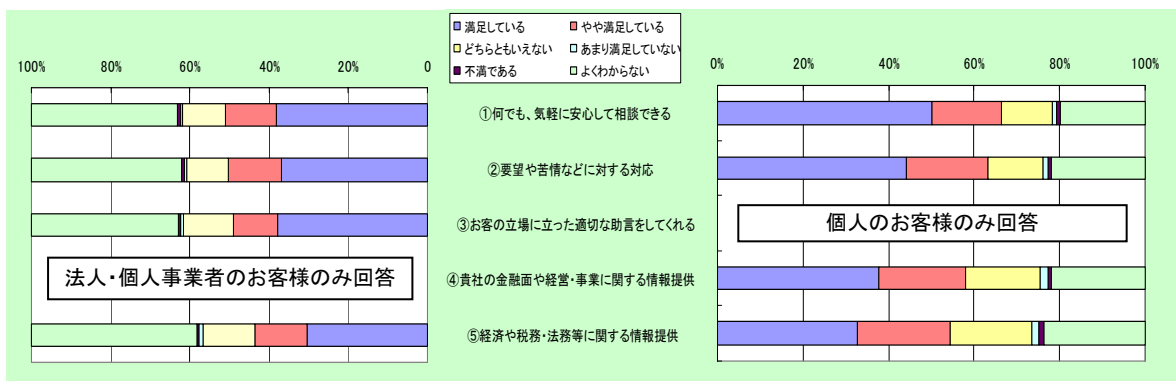 ■満足している ■やや満足している
□どちらともいえない □あまり満足していない
■不満である □よくわからない
100% 80% 60% 40% 20% 0
0% 20% 40% 60% 80% 100%
①何でも、気軽に安心して相談できる
②要望や苦情などに対する対応
③お客の立場に立った適切な助言をしてくれる
個人のお客様のみ回答
法人・個人事業者のお客様のみ回答
④貴社の金融面や経営・事業に関する情報提供
⑤経済や税務・法務等に関する情報提供